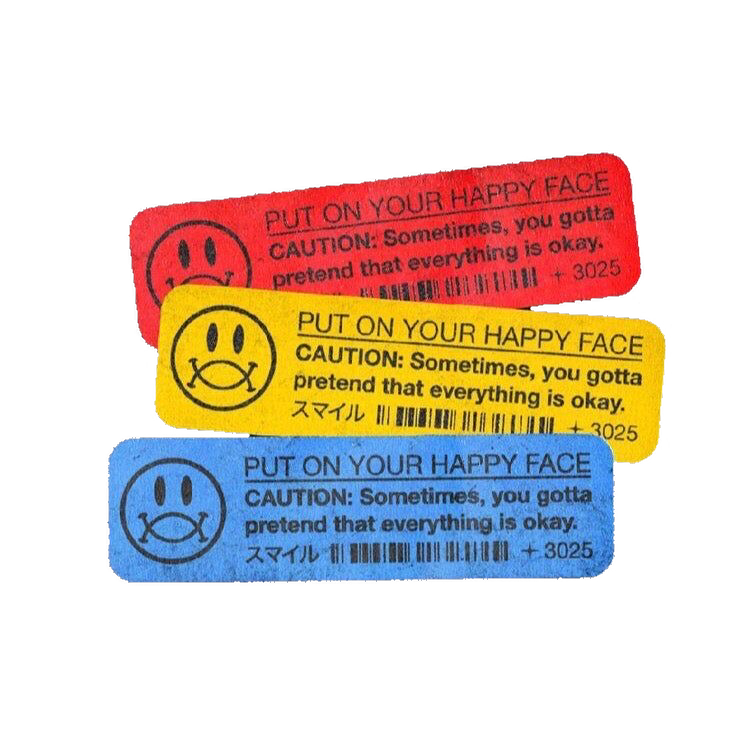 PUT ON YOUR HAPPY FACE
CAUTION: Sometimes, you gotta
pretend that everything is okay.
+ 3025
PUT ON YOUR HAPPY FACE
CAUTION: Sometimes, you gotta
pretend that everything is okay.
スマイル + 3025
PUT ON YOUR HAPPY FACE
CAUTION: Sometimes, you gotta
pretend that everything is okay.
スマイル + 3025